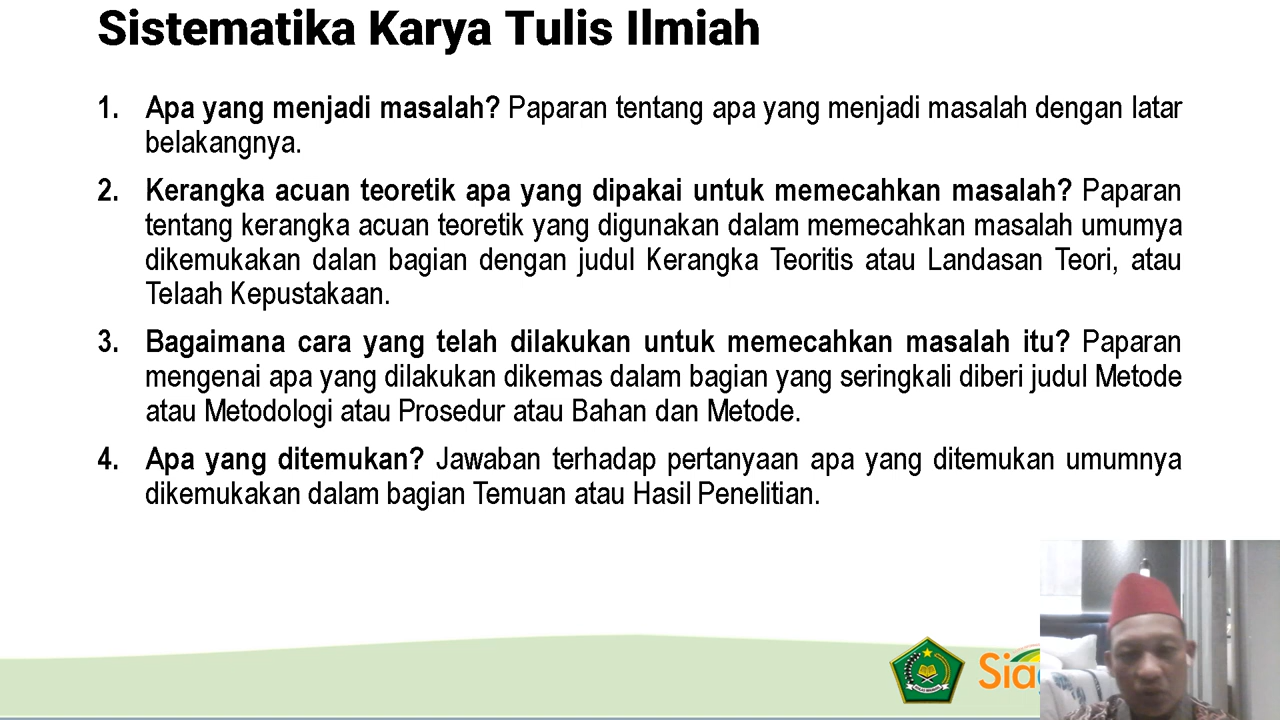 Sistematika Karya Tulis Ilmiah
1. Apa yang menjadi masalah? Paparan tentang apa yang menjadi masalah dengan latar
belakangnya.
2. Kerangka acuan teoretik apa yang dipakai untuk memecahkan masalah? Paparan
tentang kerangka acuan teoretik yang digunakan dalam memecahkan masalah umumya
dikemukakan dalan bagian dengan judul Kerangka Teoritis atau Landasan Teori, atau
Telaah Kepustakaan.
3. Bagaimana cara yang telah dilakukan untuk memecahkan masalah itu? Paparan
mengenai apa yang dilakukan dikemas dalam bagian yang seringkali diberi judul Metode
atau Metodologi atau Prosedur atau Bahan dan Metode.
4. Apa yang ditemukan? Jawaban terhadap pertanyaan apa yang ditemukan umumnya
dikemukakan dalam bagian Temuan atau Hasil Penelitian.